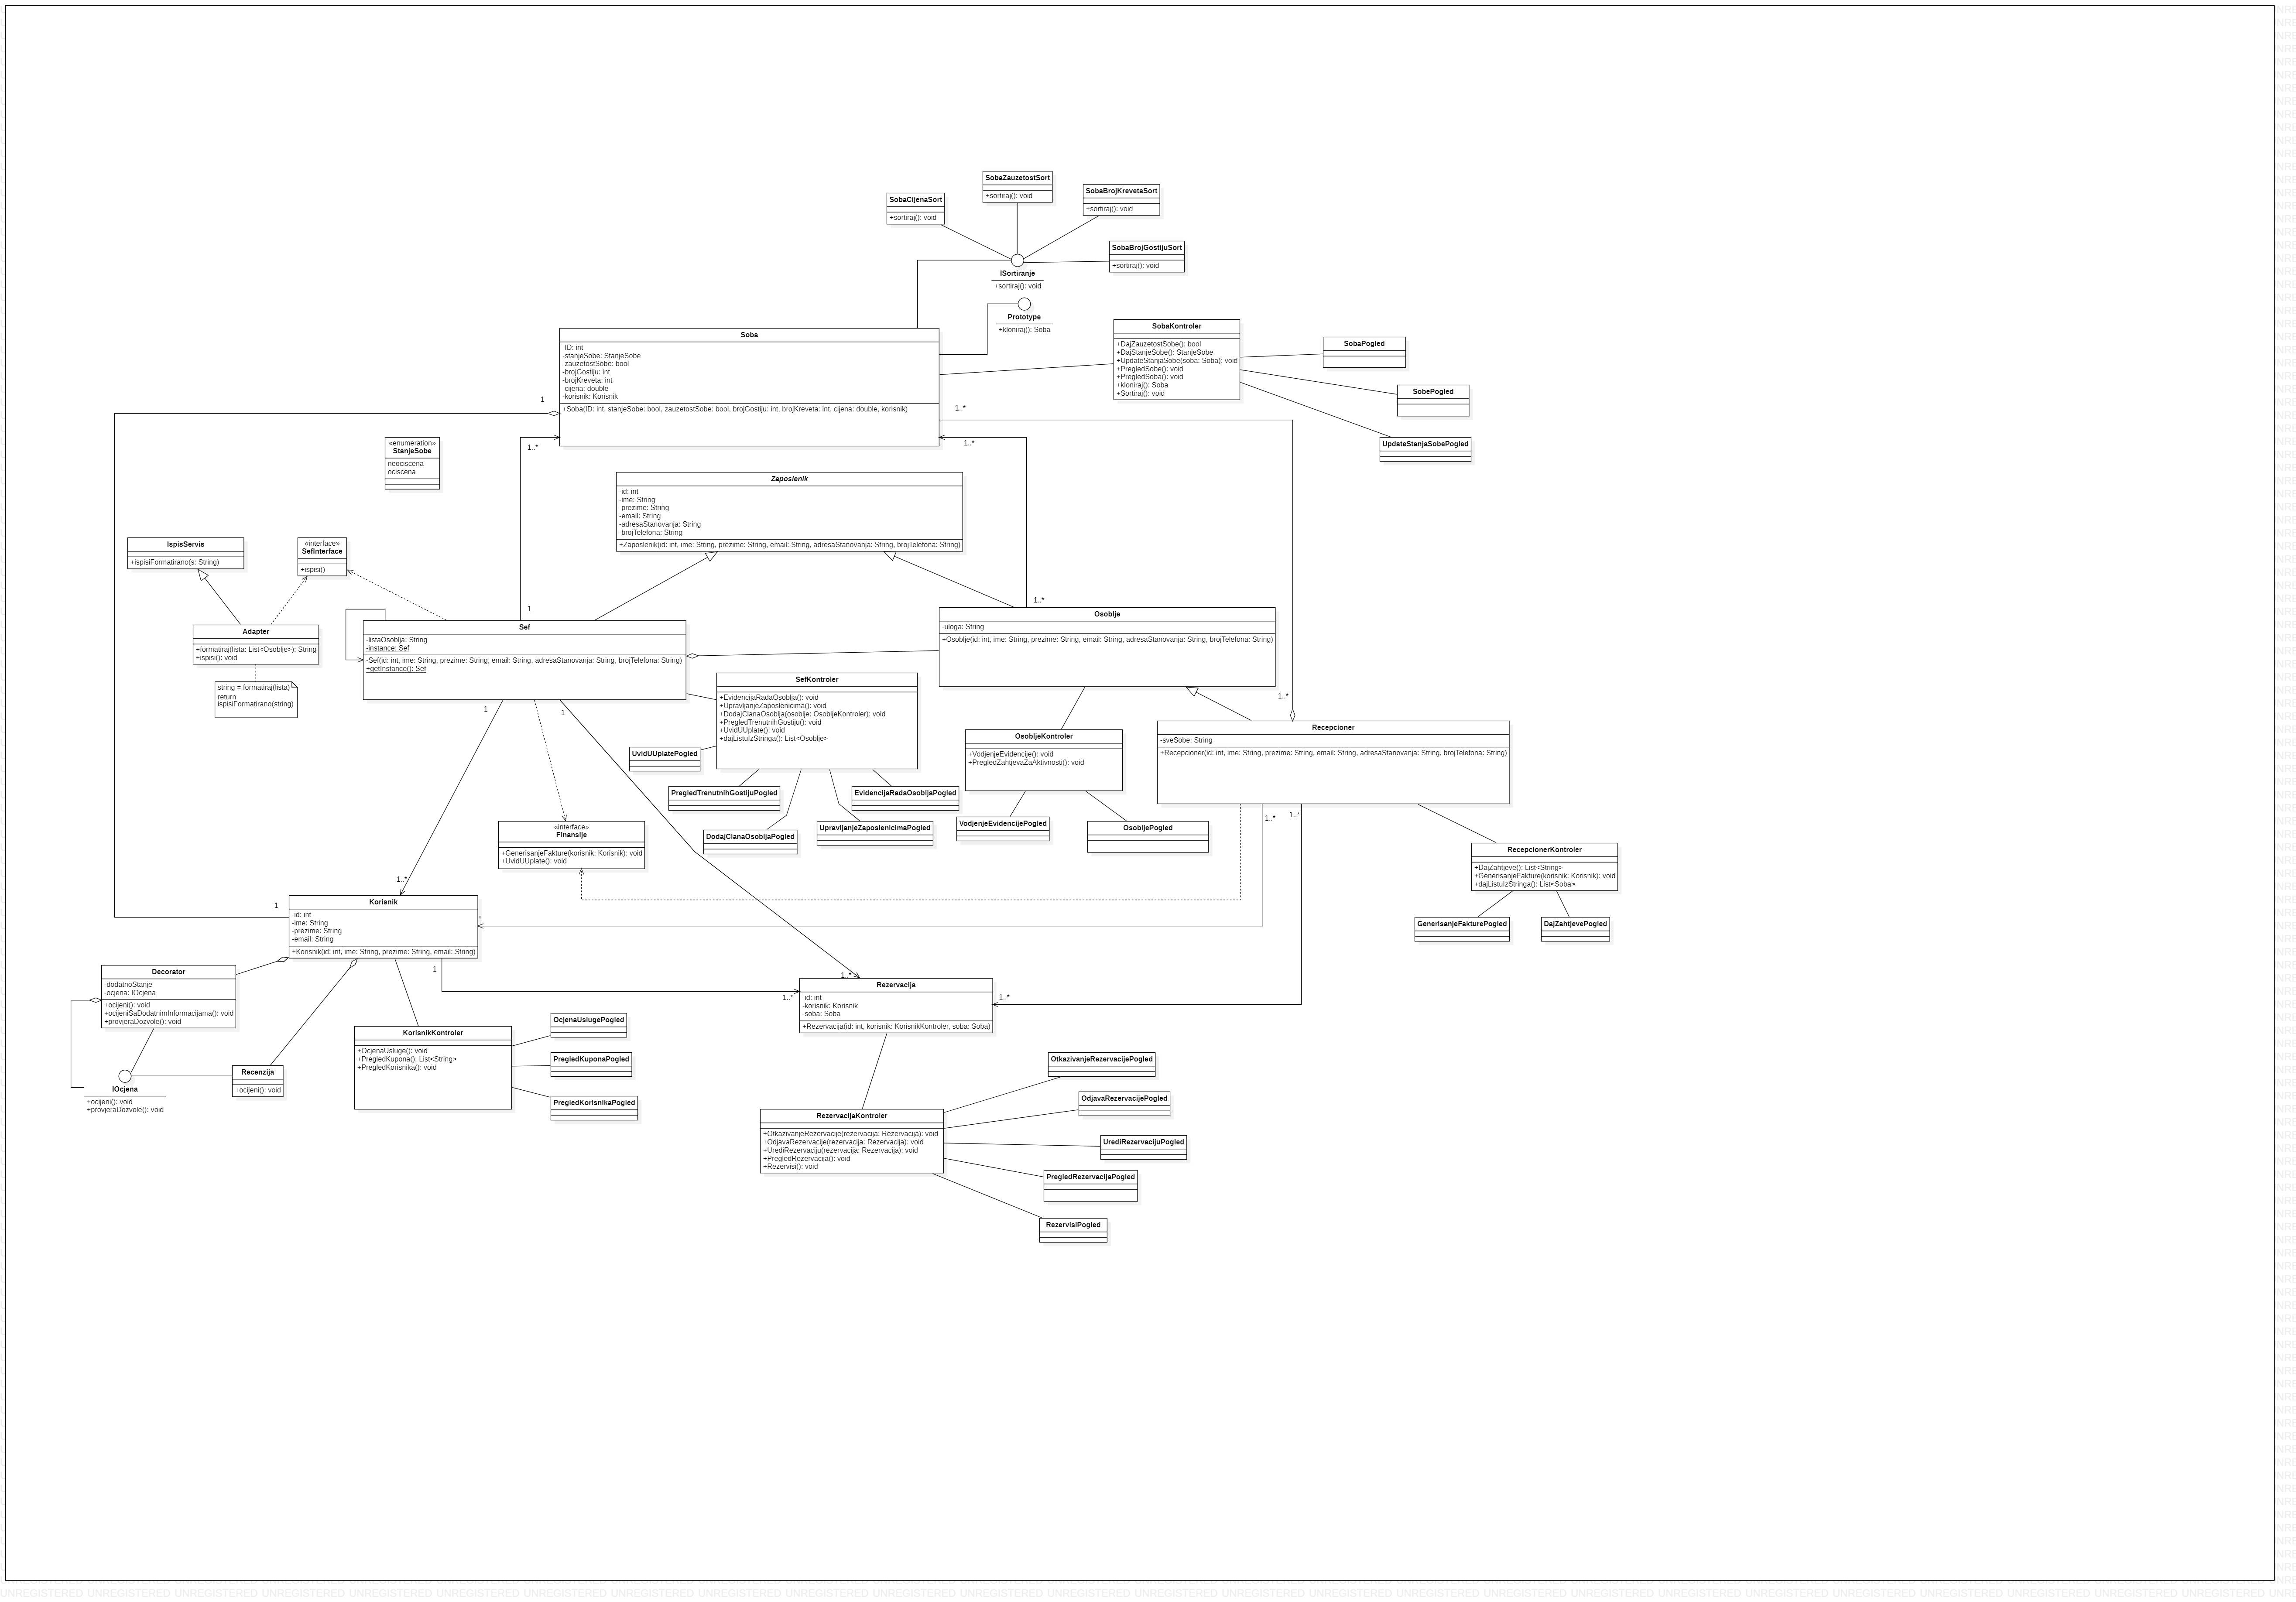 SobaZauzetostSort
+sortiraj(): void
SobaBrojKrevetaSort
+sortiraj(): void
SobaCijenaSort
+sortiraj(): void
SobaBrojGostijuSort
+sortiraj(): void
ISortiranje
+sortiraj(): void
Prototype
+kloniraj(): Soba
Soba
-ID: int
-stanjeSobe: StanjeSobe
-zauzetostSobe: bool
-brojGostiju: int
-brojKreveta: int
-cijena: double
-korisnik: Korisnik
+Soba(ID: int, stanjeSobe: bool, zauzetostSobe: bool, brojGostiju: int, brojKreveta: int, cijena: double, korisnik)
SobaKontroler
+DajZauzetostSobe(): bool
+DajStanjeSobe(): StanjeSobe
+UpdateStanjaSobe(soba: Soba): void
+PregledSobe(): void
+PregledSoba(): void
+kloniraj(): Soba
+Sortiraj(): void
SobaPogled
SobePogled
UpdateStanjaSobePogled
1
1..*
1..*
1..*
«enumeration»
StanjeSobe
neociscena
ociscena
Zaposlenik
-id: int
-ime: String
-prezime: String
-email: String
-adresaStanovanja: String
-brojTelefona: String
+Zaposlenik(id: int, ime: String, prezime: String, email: String, adresaStanovanja: String, brojTelefona: String)
IspisServis
+ispisiFormatirano(s: String)
«interface»
SefInterface
+ispisi()
1
1..*
Adapter
+formatiraj(lista: List<Osoblje>): String
+ispisi(): void
string = formatiraj(lista)
return
ispisiFormatirano(string)
Sef
-listaOsoblja: String
-instance: Sef
-Sef(id: int, ime: String, prezime: String, email: String, adresaStanovanja: String, brojTelefona: String)
+getInstance(): Sef
Osoblje
-uloga: String
+Osoblje(id: int, ime: String, prezime: String, email: String, adresaStanovanja: String, brojTelefona: String)
SefKontroler
+EvidencijaRadaOsoblja(): void
+UpravljanjeZaposlenicima(): void
+DodajClanaOsoblja(osoblje: OsobljeKontroler): void
+PregledTrenutnihGostiju(): void
+UvidUUplate(): void
+dajListuIzStringa(): List<Osoblje>
1
1
1..*
UvidUUplatePogled
PregledTrenutnihGostijuPogled
EvidencijaRadaOsobljaPogled
DodajClanaOsobljaPogled
UpravljanjeZaposlenicimaPogled
OsobljeKontroler
+VodjenjeEvidencije(): void
+PregledZahtjevaZaAktivnosti(): void
VodjenjeEvidencijePogled
OsobljePogled
Recepcioner
-sveSobe: String
+Recepcioner(id: int, ime: String, prezime: String, email: String, adresaStanovanja: String, brojTelefona: String)
1..*
1..*
RecepcionerKontroler
+DajZahtjeve(): List<String>
+GenerisanjeFakture(korisnik: Korisnik): void
+dajListuIzStringa(): List<Soba>
GenerisanjeFakturePogled
DajZahtjevePogled
«interface»
Finansije
+GenerisanjeFakture(korisnik: Korisnik): void
+UvidUUplate(): void
1..*
1
*
Korisnik
-id: int
-ime: String
-prezime: String
-email: String
+Korisnik(id: int, ime: String, prezime: String, email: String)
1
1..*
1..*
1..*
Decorator
-dodatnoStanje
-ocjena: IOcjena
+ocijeni(): void
+ocijeniSaDodatnimInformacijama(): void
+provjeraDozvole(): void
Rezervacija
-id: int
-korisnik: Korisnik
-soba: Soba
+Rezervacija(id: int, korisnik: KorisnikKontroler, soba: Soba)
KorisnikKontroler
+OcjenaUsluge(): void
+PregledKupona(): List<String>
+PregledKorisnika(): void
OcjenaUslugePogled
PregledKuponaPogled
PregledKorisnikaPogled
IOcjena
+ocijeni(): void
+provjeraDozvole(): void
Recenzija
+ocijeni(): void
RezervacijaKontroler
+OtkazivanjeRezervacije(rezervacija: Rezervacija): void
+OdjavaRezervacije(rezervacija: Rezervacija): void
+UrediRezervaciju(rezervacija: Rezervacija): void
+PregledRezervacija(): void
+Rezervisi(): void
OtkazivanjeRezervacijePogled
OdjavaRezervacijePogled
UrediRezervacijuPogled
PregledRezervacijaPogled
RezervisiPogled
UNREGISTERED UNREGISTERED UNREGISTERED UNREGISTERED UNREGISTERED UNREGISTERED UNREGISTERED UNREGISTERED UNREGISTERED UNREGISTERED UNREGISTERED UNREGISTERED UNREGISTERED UNREGISTERED UNREGISTERED UNREGISTERED UNREGISTERED UNREGISTERED UNREGISTERED UNREGISTERED UNREGISTERED UNREGISTERED UNREGISTERED UNREGISTERED UNREGISTERED UNREGISTERED